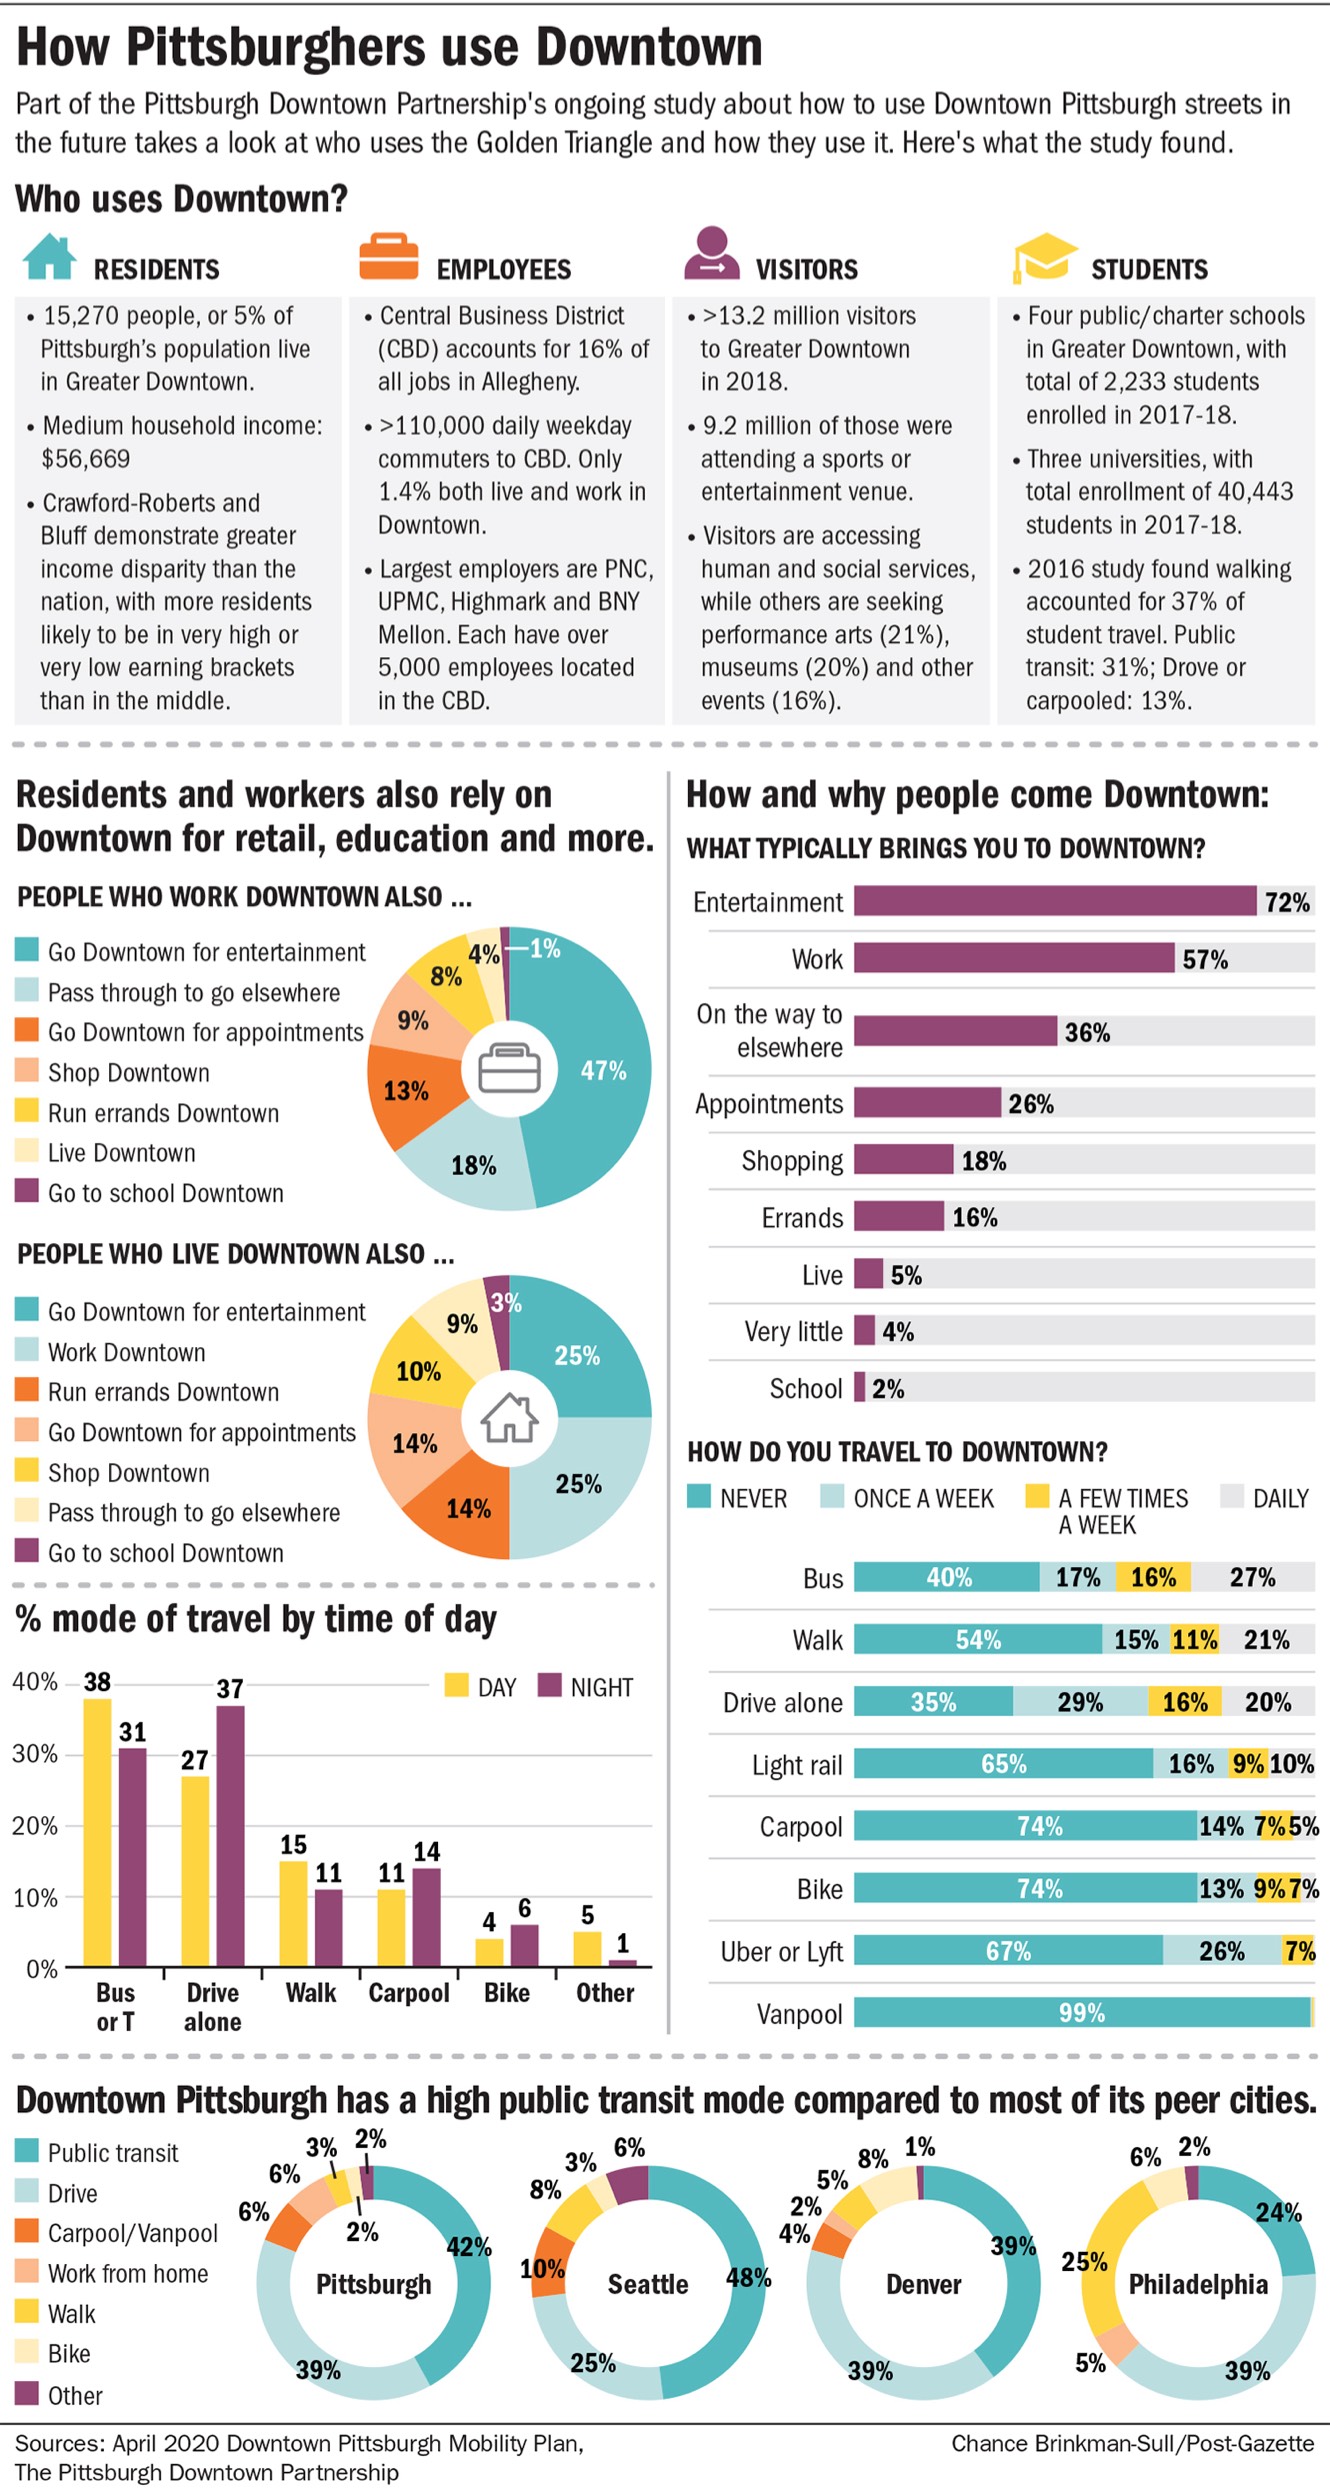 How Pittsburghers use Downtown
Part of the Pittsburgh Downtown Partnership's ongoing study about how to use Downtown Pittsburgh streets in
the future takes a look at who uses the Golden Triangle and how they use it. Here's what the study found.
Who uses Downtown?
RESIDENTS
• 15,270 people, or 5% of
Pittsburgh's population live
in Greater Downtown.
• Medium household income:
$56,669
• Crawford-Roberts and
Bluff demonstrate greater
income disparity than the
nation, with more residents
likely to be in very high or
very low earning brackets
than in the middle.
EMPLOYEES
• Central Business District
(CBD) accounts for 16% of
all jobs in Allegheny.
• >110,000 daily weekday
commuters to CBD. Only
1.4% both live and work in
Downtown.
• Largest employers are PNC,
UPMC, Highmark and BNY
Mellon. Each have over
5,000 employees located
in the CBD.
VISITORS
• >13.2 million visitors
to Greater Downtown
in 2018.
• 9.2 million of those were
attending a sports or
entertainment venue.
• Visitors are accessing
human and social services,
while others are seeking
performance arts (21%),
museums (20%) and other
events (16%).
STUDENTS
• Four public/charter schools
in Greater Downtown, with
total of 2,233 students
enrolled in 2017-18.
• Three universities, with
total enrollment of 40,443
students in 2017-18.
• 2016 study found walking
accounted for 37% of
student travel. Public
transit: 31%; Drove or
carpooled: 13%.
Residents and workers also rely on
Downtown for retail, education and more.
PEOPLE WHO WORK DOWNTOWN ALSO ...
Go Downtown for entertainment
Pass through to go elsewhere
Go Downtown for appointments
Shop Downtown
Run errands Downtown
Live Downtown
Go to school Downtown
47%
18%
13%
9%
8%
4%
1%
PEOPLE WHO LIVE DOWNTOWN ALSO ...
Go Downtown for entertainment
Work Downtown
Run errands Downtown
Go Downtown for appointments
Shop Downtown
Pass through to go elsewhere
Go to school Downtown
25%
25%
14%
14%
10%
9%
3%
% mode of travel by time of day
DAY NIGHT
40%
30%
20%
10%
0%
38 31
27 37
15 11
11 14
4 6
5 1
Bus
or T
Drive
alone
Walk
Carpool
Bike
Other
How and why people come Downtown:
WHAT TYPICALLY BRINGS YOU TO DOWNTOWN?
Entertainment 72%
Work 57%
On the way to
elsewhere 36%
Appointments 26%
Shopping 18%
Errands 16%
Live 5%
Very little 4%
School 2%
HOW DO YOU TRAVEL TO DOWNTOWN?
NEVER
ONCE A WEEK
A FEW TIMES
A WEEK
DAILY
Bus 40% 17% 16% 27%
Walk 54% 15% 11% 21%
Drive alone 35% 29% 16% 20%
Light rail 65% 16% 9% 10%
Carpool 74% 14% 7% 5%
Bike 74% 13% 9% 7%
Uber or Lyft 67% 26% 7%
Vanpool 99%
Downtown Pittsburgh has a high public transit mode compared to most of its peer cities.
Public transit
Drive
Carpool/Vanpool
Work from home
Walk
Bike
Other
Pittsburgh
42%
39%
6%
6%
3%
2%
2%
Seattle
48%
25%
10%
8%
3%
6%
Denver
39%
39%
4%
2%
5%
8%
1%
Philadelphia
24%
39%
5%
25%
6%
2%
Sources: April 2020 Downtown Pittsburgh Mobility Plan,
The Pittsburgh Downtown Partnership
Chance Brinkman-Sull/Post-Gazette